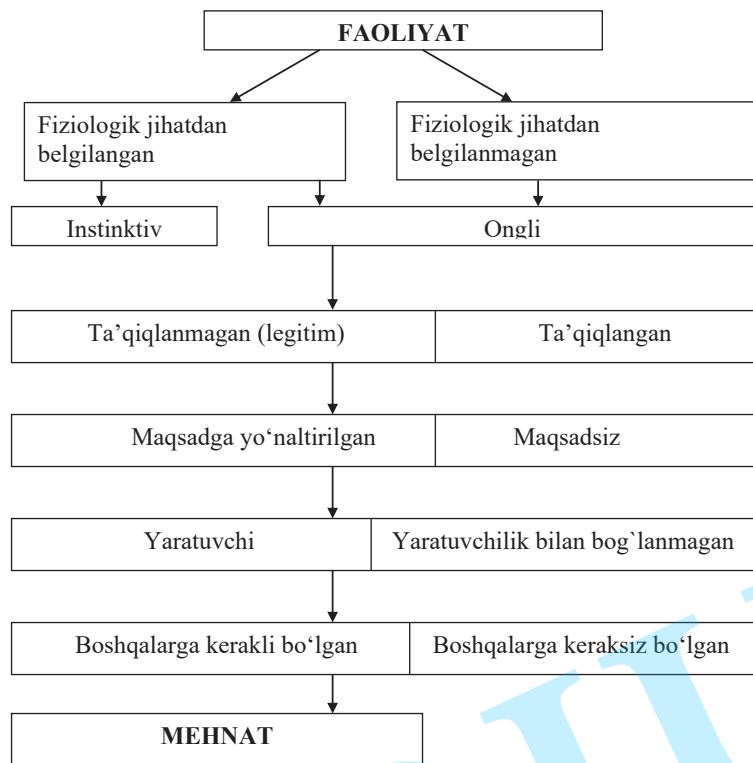 FAOLIYAT
Fiziologik jihatdan
belgilangan
Fiziologik jihatdan
belgilanmagan
Instinktiv
Ongli
Ta’qiqlanmagan (legitim)
Ta’qiqlangan
Maqsadga yo‘naltirilgan
Maqsadsiz
Yaratuvchi
Yaratuvchilik bilan bog`lanmagan
Boshqalarga kerakli bo‘lgan
Boshqalarga keraksiz bo‘lgan
MEHNAT